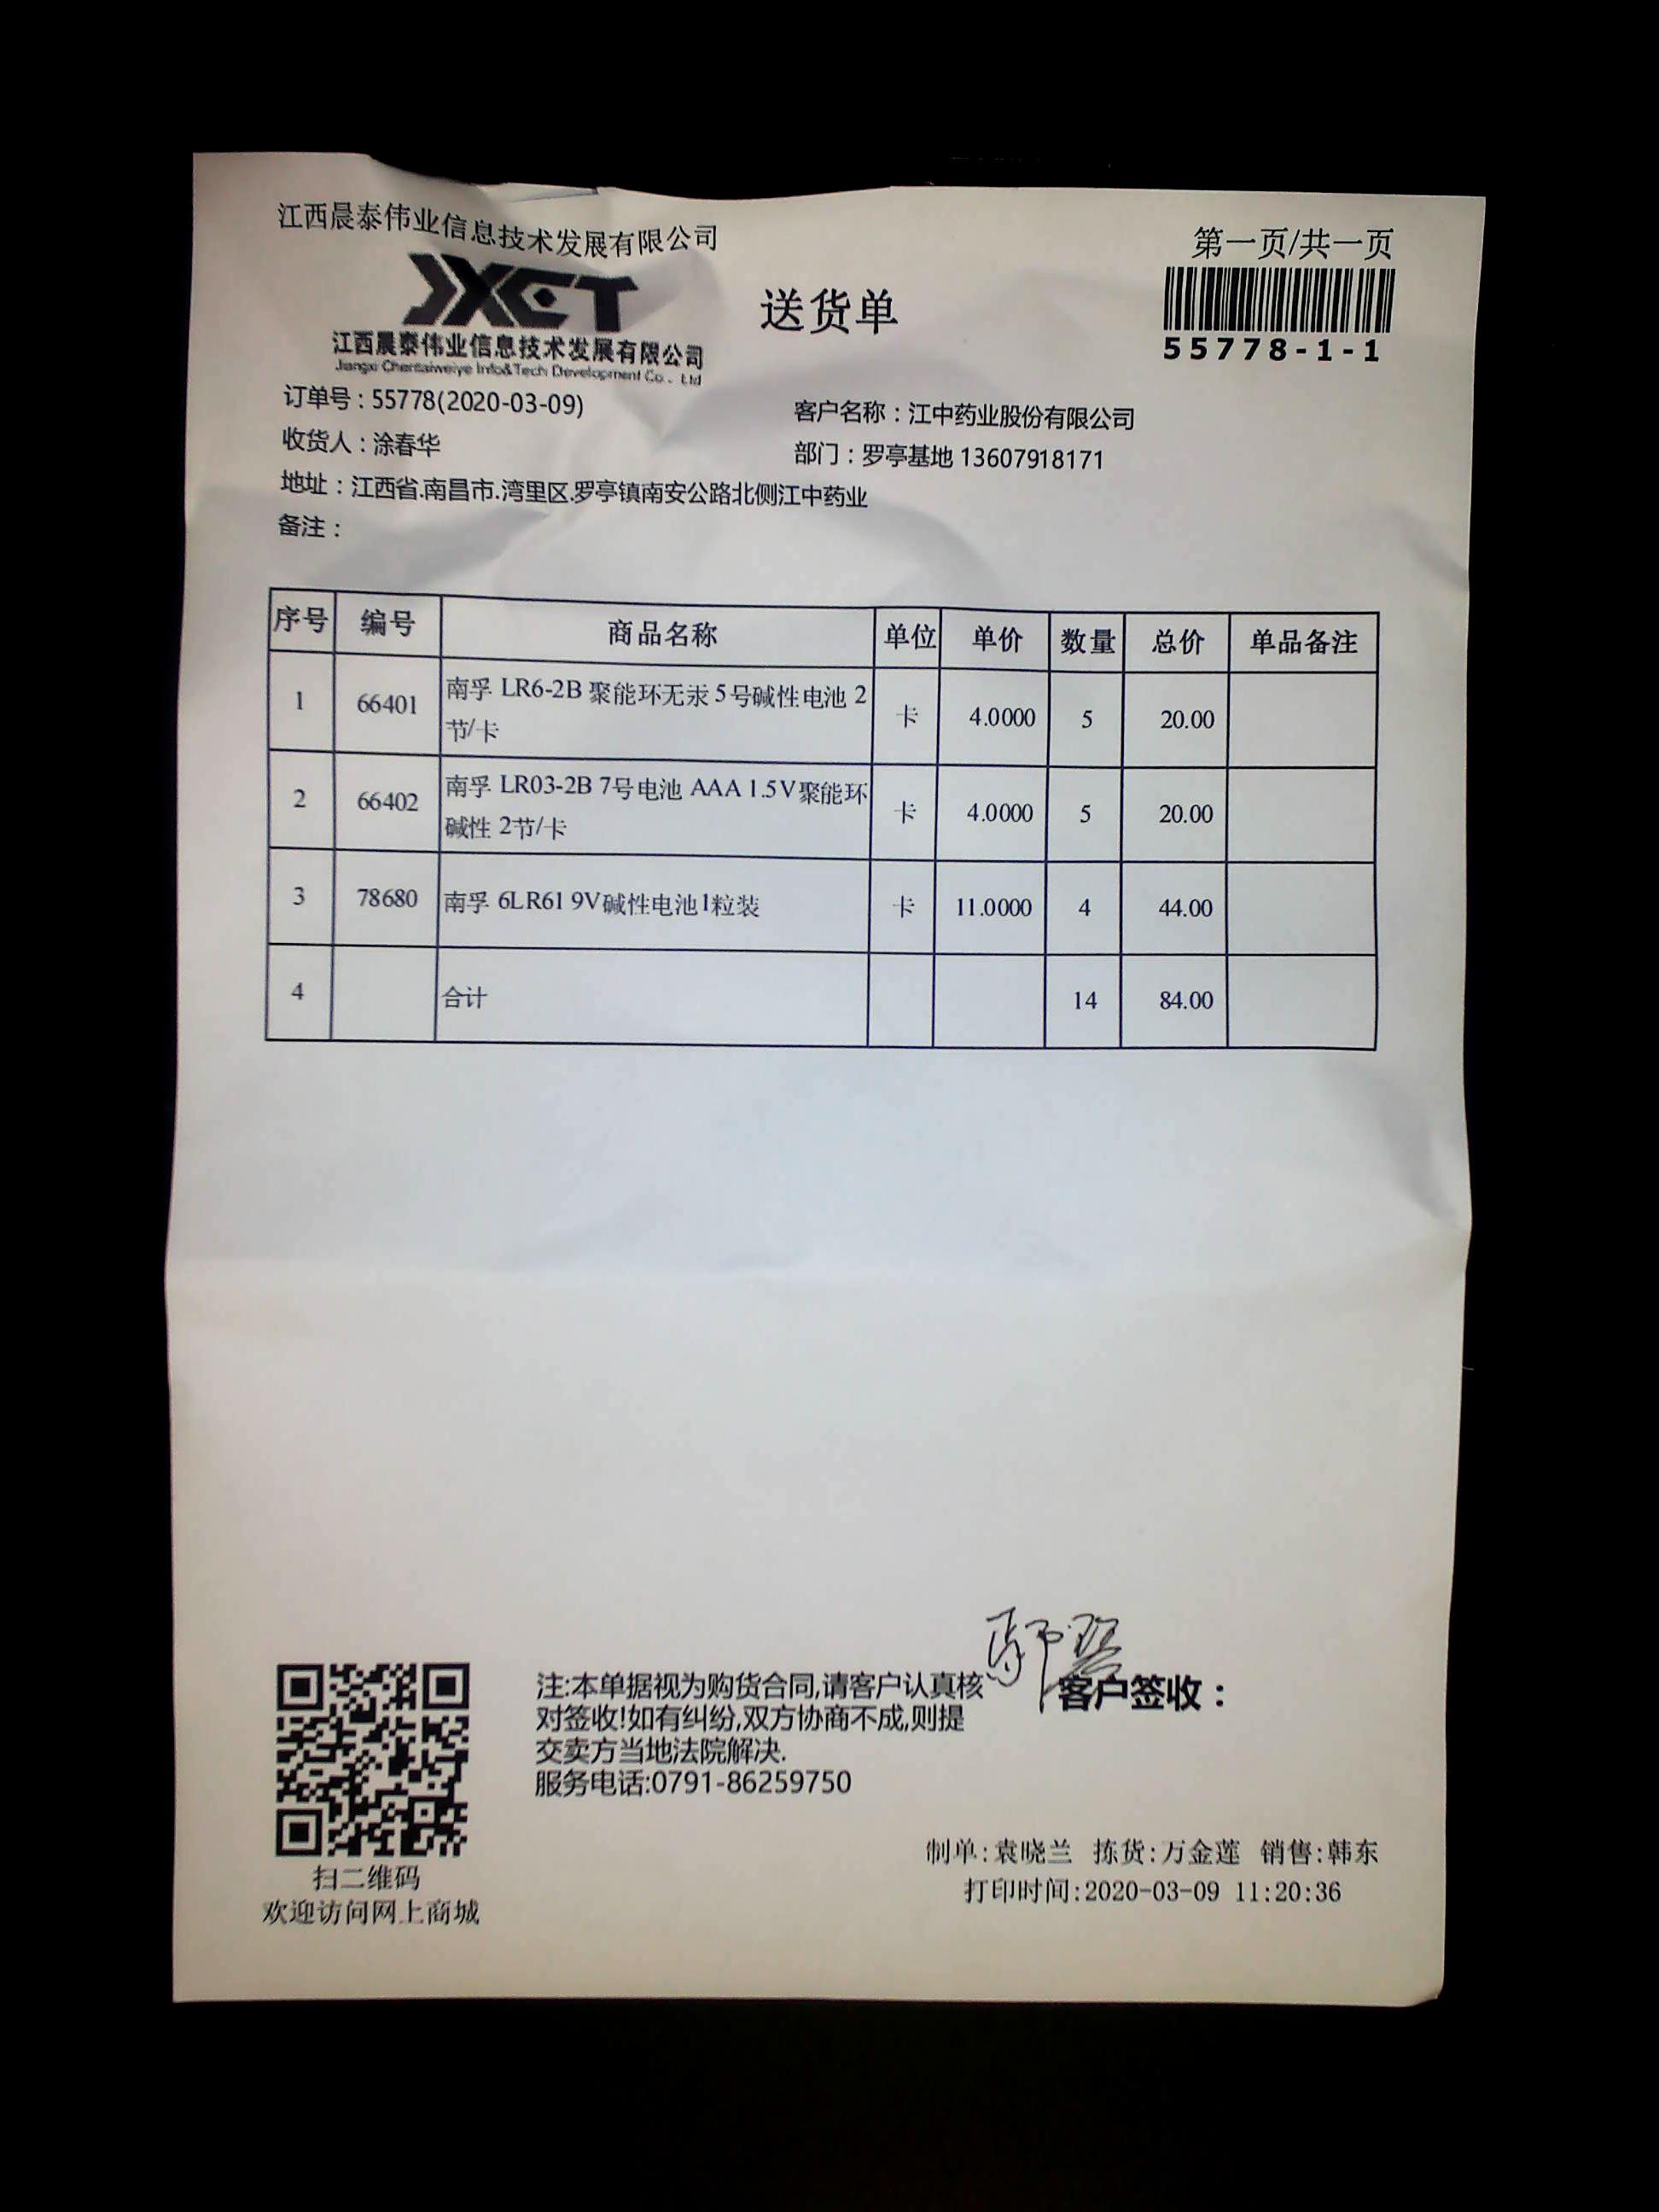 江西晨泰伟业信息技术发展有限公司
第一页/共一页
JXCT
送货单
江西晨泰伟业信息技术发展有限公司
Jiangxi Chentaiweiye Info&Tech Development Co., Ltd
55778-1-1
订单号：55778(2020-03-09)
客户名称：江中药业股份有限公司
收货人：涂春华
部门：罗亭基地 13607918171
地址：江西省.南昌市.湾里区.罗亭镇南安公路北侧江中药业
备注：
序号 编号 商品名称 单位 单价 数量 总价 单品备注
1 66401 南孚 LR6-2B 聚能环无汞 5号碱性电池 2
节/卡 卡 4.0000 5 20.00
2 66402 南孚 LR03-2B 7号电池 AAA 1.5V聚能环
碱性 2节/卡 卡 4.0000 5 20.00
3 78680 南孚 6LR61 9V碱性电池1粒装 卡 11.0000 4 44.00
4 合计 14 84.00
注:本单据视为购货合同,请客户认真核
对签收!如有纠纷,双方协商不成,则提
交卖方当地法院解决.
服务电话:0791-86259750
客户签收：
扫二维码
欢迎访问网上商城
制单:袁晓兰 拣货:万金莲 销售:韩东
打印时间:2020-03-09 11:20:36